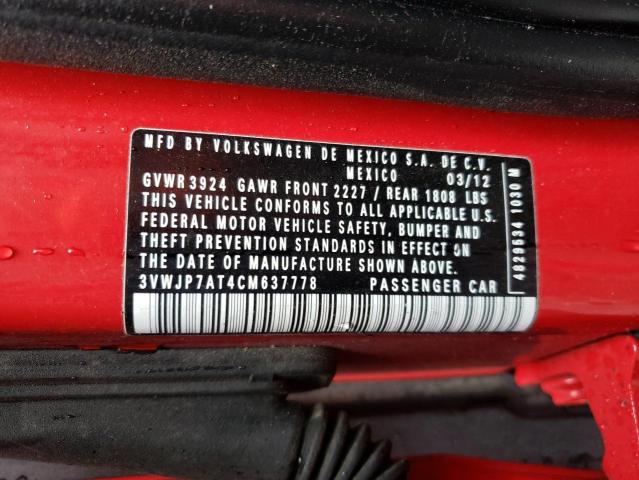 MFD BY VOLKSWAGEN DE MEXICO S.A. DE C.V.
MEXICO 03/12
GVWR 3924 GAWR FRONT 2227 / REAR 1808 LBS
THIS VEHICLE CONFORMS TO ALL APPLICABLE U.S.
FEDERAL MOTOR VEHICLE SAFETY, BUMPER AND
THEFT PREVENTION STANDARDS IN EFFECT ON
THE DATE OF MANUFACTURE SHOWN ABOVE.
3VWJP7AT4CM637778 PASSENGER CAR
4829534 1030 M